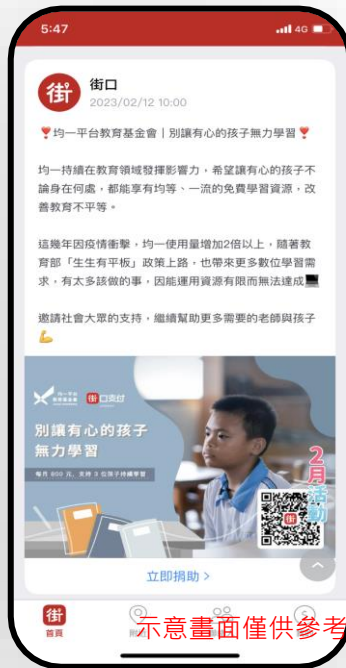 5:47
4G
街口
2023/02/12 10:00
❣️均一平台教育基金會｜別讓有心的孩子無力學習❣️
均一持續在教育領域發揮影響力，希望讓有心的孩子不
論身在何處，都能享有均等、一流的免費學習資源，改
善教育不平等。
這幾年因疫情衝擊，均一使用量增加2倍以上，隨著教
育部「生生有平板」政策上路，也帶來更多數位學習需
求，有太多該做的事，因能運用資源有限而無法達成💻
邀請社會大眾的支持，繼續幫助更多需要的老師與孩子
💪
均一平台
教育基金會
街口支付
別讓有心的孩子
無力學習
每月 600 元，支持 3 位孩子持續學習
2月活動
街
立即捐助 >
首頁
示意畫面僅供參考